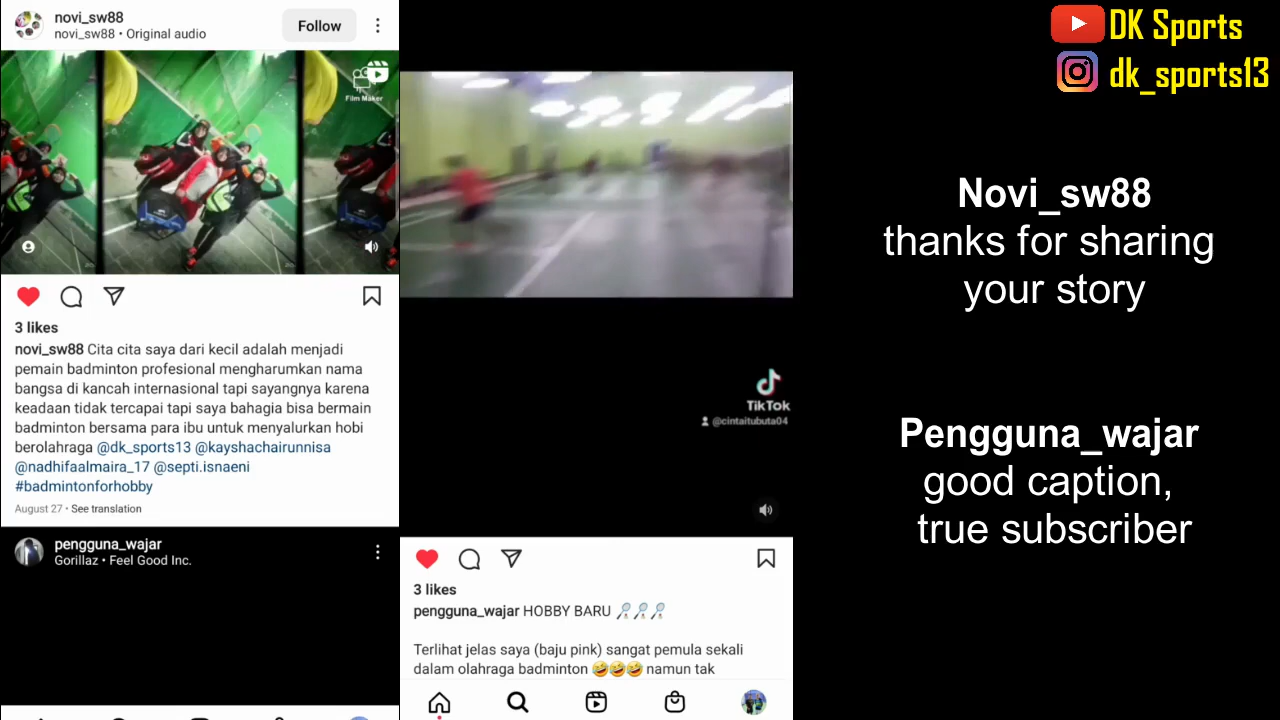 novi_sw88
novi_sw88 • Original audio
Follow
Film Maker
3 likes
novi_sw88 Cita cita saya dari kecil adalah menjadi
pemain badminton profesional mengharumkan nama
bangsa di kancah internasional tapi sayangnya karena
keadaan tidak tercapai tapi saya bahagia bisa bermain
badminton bersama para ibu untuk menyalurkan hobi
berolahraga @dk_sports13 @kayshachairunnisa
@nadhifaalmaira_17 @septi.isnaeni
#badmintonforhobby
August 27 • See translation
pengguna_wajar
Gorillaz • Feel Good Inc.
TikTok
@cintaitubuta04
3 likes
pengguna_wajar HOBBY BARU 🏸🏸🏸
Terlihat jelas saya (baju pink) sangat pemula sekali
dalam olahraga badminton 🤣🤣🤣 namun tak
DK Sports
dk_sports13
Novi_sw88
thanks for sharing
your story
Pengguna_wajar
good caption,
true subscriber